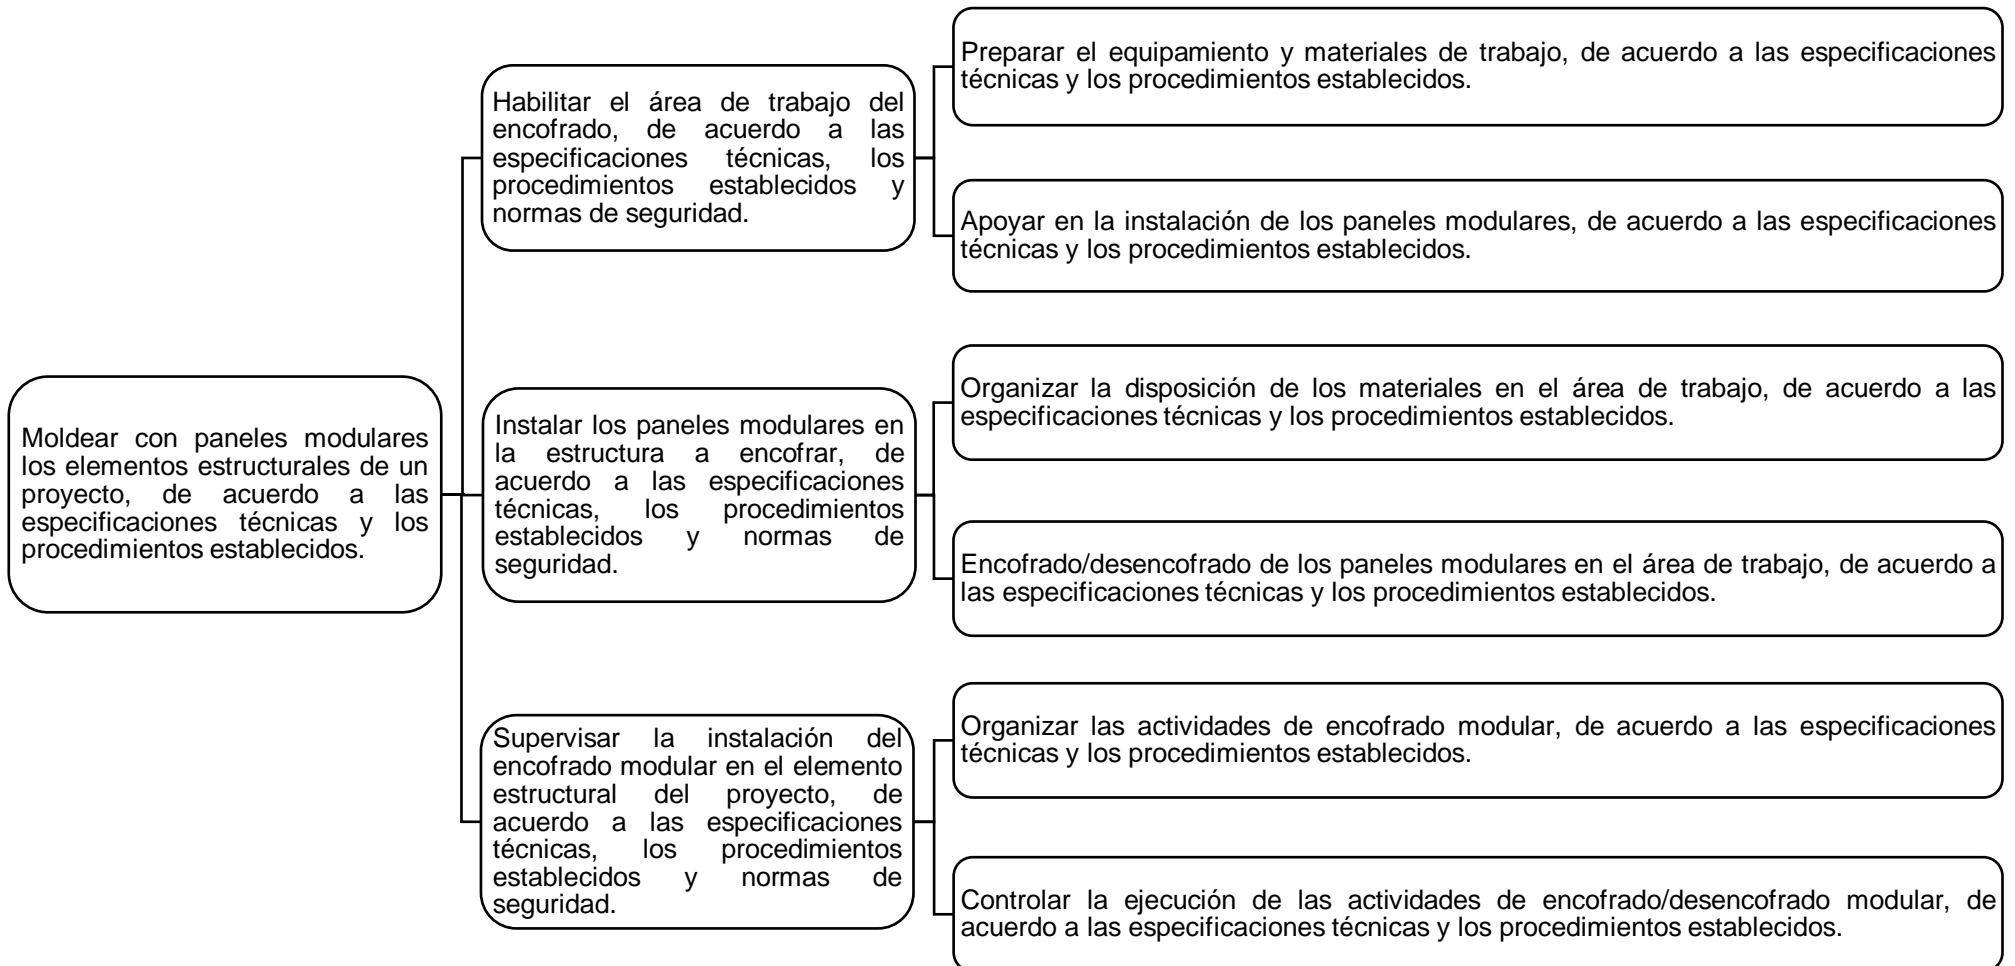 Moldear con paneles modulares
los elementos estructurales de un
proyecto, de acuerdo a las
especificaciones técnicas y los
procedimientos establecidos.
Habilitar el área de trabajo del
encofrado, de acuerdo a las
especificaciones técnicas, los
procedimientos establecidos y
normas de seguridad.
Preparar el equipamiento y materiales de trabajo, de acuerdo a las especificaciones
técnicas y los procedimientos establecidos.
Apoyar en la instalación de los paneles modulares, de acuerdo a las especificaciones
técnicas y los procedimientos establecidos.
Instalar los paneles modulares en
la estructura a encofrar, de
acuerdo a las especificaciones
técnicas, los procedimientos
establecidos y normas de
seguridad.
Organizar la disposición de los materiales en el área de trabajo, de acuerdo a las
especificaciones técnicas y los procedimientos establecidos.
Encofrado/desencofrado de los paneles modulares en el área de trabajo, de acuerdo a
las especificaciones técnicas y los procedimientos establecidos.
Supervisar la instalación del
encofrado modular en el elemento
estructural del proyecto, de
acuerdo a las especificaciones
técnicas, los procedimientos
establecidos y normas de
seguridad.
Organizar las actividades de encofrado modular, de acuerdo a las especificaciones
técnicas y los procedimientos establecidos.
Controlar la ejecución de las actividades de encofrado/desencofrado modular, de
acuerdo a las especificaciones técnicas y los procedimientos establecidos.